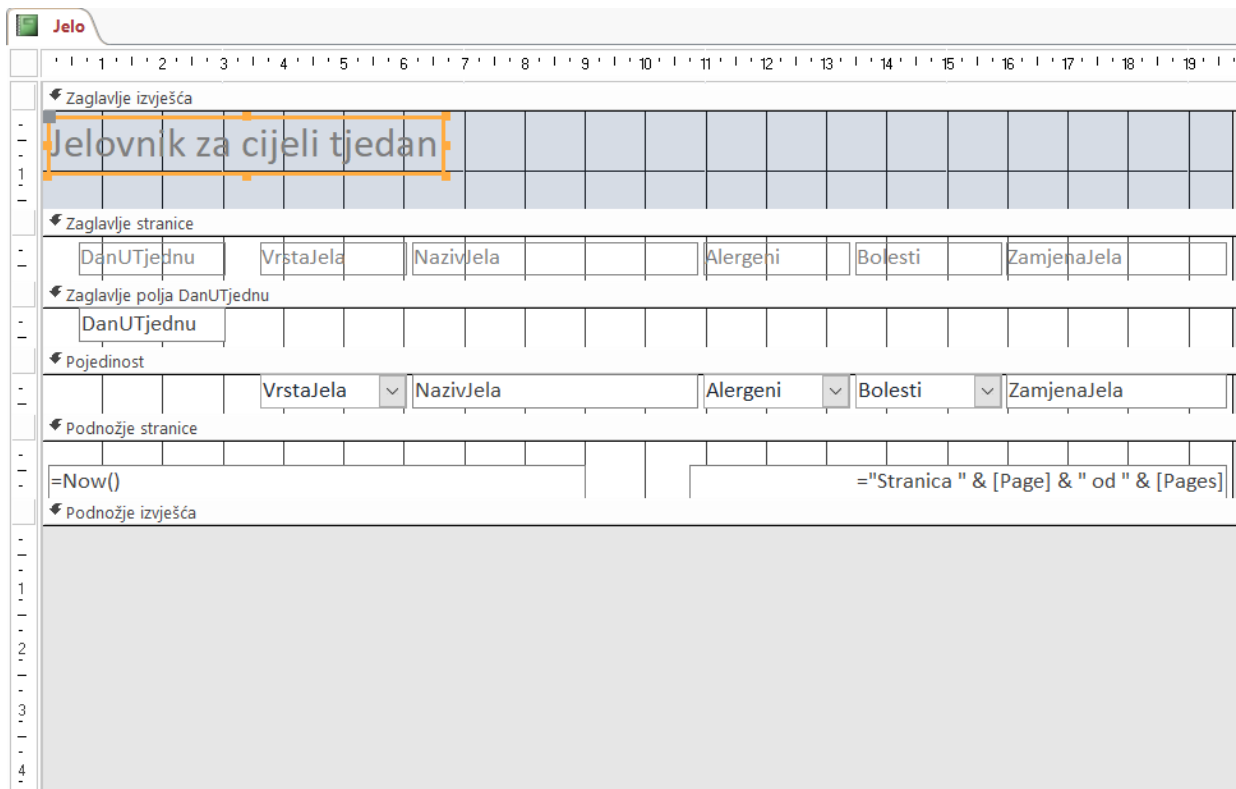 Jelo
1 2 3 4 5 6 7 8 9 10 11 12 13 14 15 16 17 18 19
Zaglavlje izvješća
Jelovnik za cijeli tjedan
1
Zaglavlje stranice
DanUTjednu VrstaJela NazivJela Alergeni Bolesti ZamjenaJela
Zaglavlje polja DanUTjednu
DanUTjednu
Pojedinost
VrstaJela NazivJela Alergeni Bolesti ZamjenaJela
Podnožje stranice
=Now() ="Stranica " & [Page] & " od " & [Pages]
Podnožje izvješća
1
2
3
4